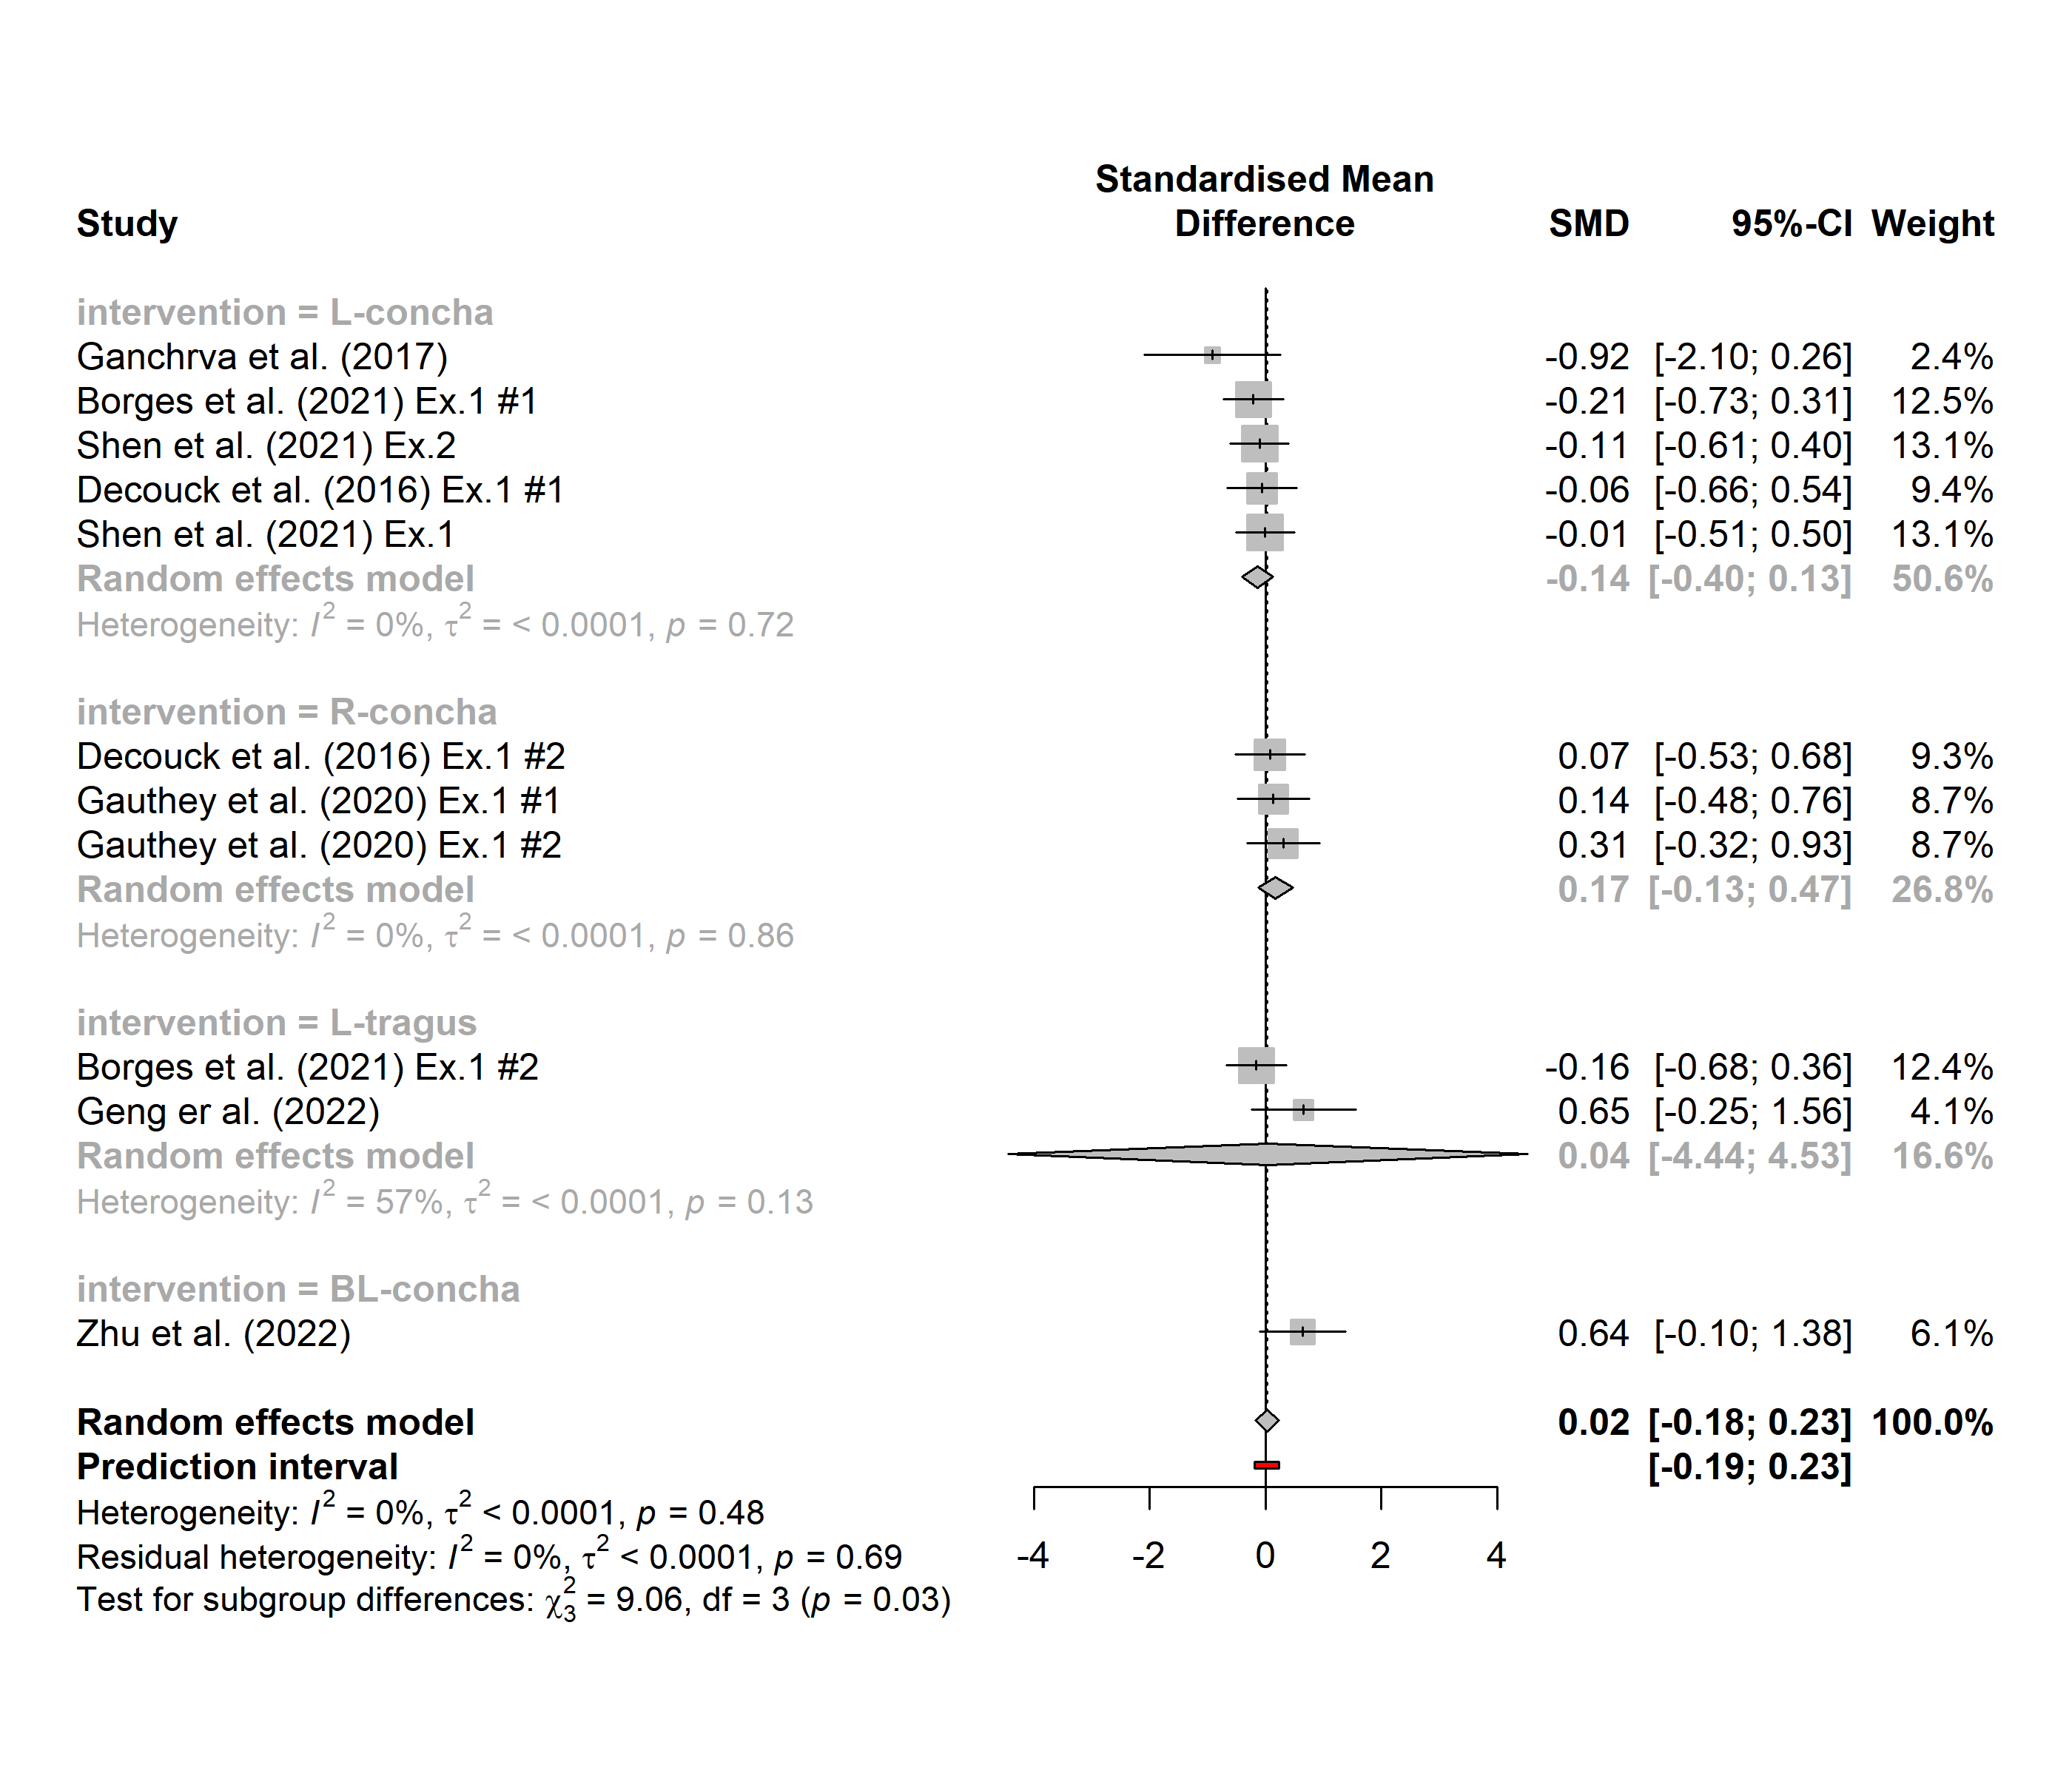 Standardised Mean
Study Difference SMD 95%-CI Weight
intervention = L-concha
Ganchrva et al. (2017) -0.92 [-2.10; 0.26] 2.4%
Borges et al. (2021) Ex.1 #1 -0.21 [-0.73; 0.31] 12.5%
Shen et al. (2021) Ex.2 -0.11 [-0.61; 0.40] 13.1%
Decouck et al. (2016) Ex.1 #1 -0.06 [-0.66; 0.54] 9.4%
Shen et al. (2021) Ex.1 -0.01 [-0.51; 0.50] 13.1%
Random effects model -0.14 [-0.40; 0.13] 50.6%
Heterogeneity: I² = 0%, τ² = < 0.0001, p = 0.72
intervention = R-concha
Decouck et al. (2016) Ex.1 #2 0.07 [-0.53; 0.68] 9.3%
Gauthey et al. (2020) Ex.1 #1 0.14 [-0.48; 0.76] 8.7%
Gauthey et al. (2020) Ex.1 #2 0.31 [-0.32; 0.93] 8.7%
Random effects model 0.17 [-0.13; 0.47] 26.8%
Heterogeneity: I² = 0%, τ² = < 0.0001, p = 0.86
intervention = L-tragus
Borges et al. (2021) Ex.1 #2 -0.16 [-0.68; 0.36] 12.4%
Geng er al. (2022) 0.65 [-0.25; 1.56] 4.1%
Random effects model 0.04 [-4.44; 4.53] 16.6%
Heterogeneity: I² = 57%, τ² = < 0.0001, p = 0.13
intervention = BL-concha
Zhu et al. (2022) 0.64 [-0.10; 1.38] 6.1%
Random effects model 0.02 [-0.18; 0.23] 100.0%
Prediction interval [-0.19; 0.23]
Heterogeneity: I² = 0%, τ² < 0.0001, p = 0.48
Residual heterogeneity: I² = 0%, τ² < 0.0001, p = 0.69
-4 -2 0 2 4
Test for subgroup differences: χ²₃ = 9.06, df = 3 (p = 0.03)